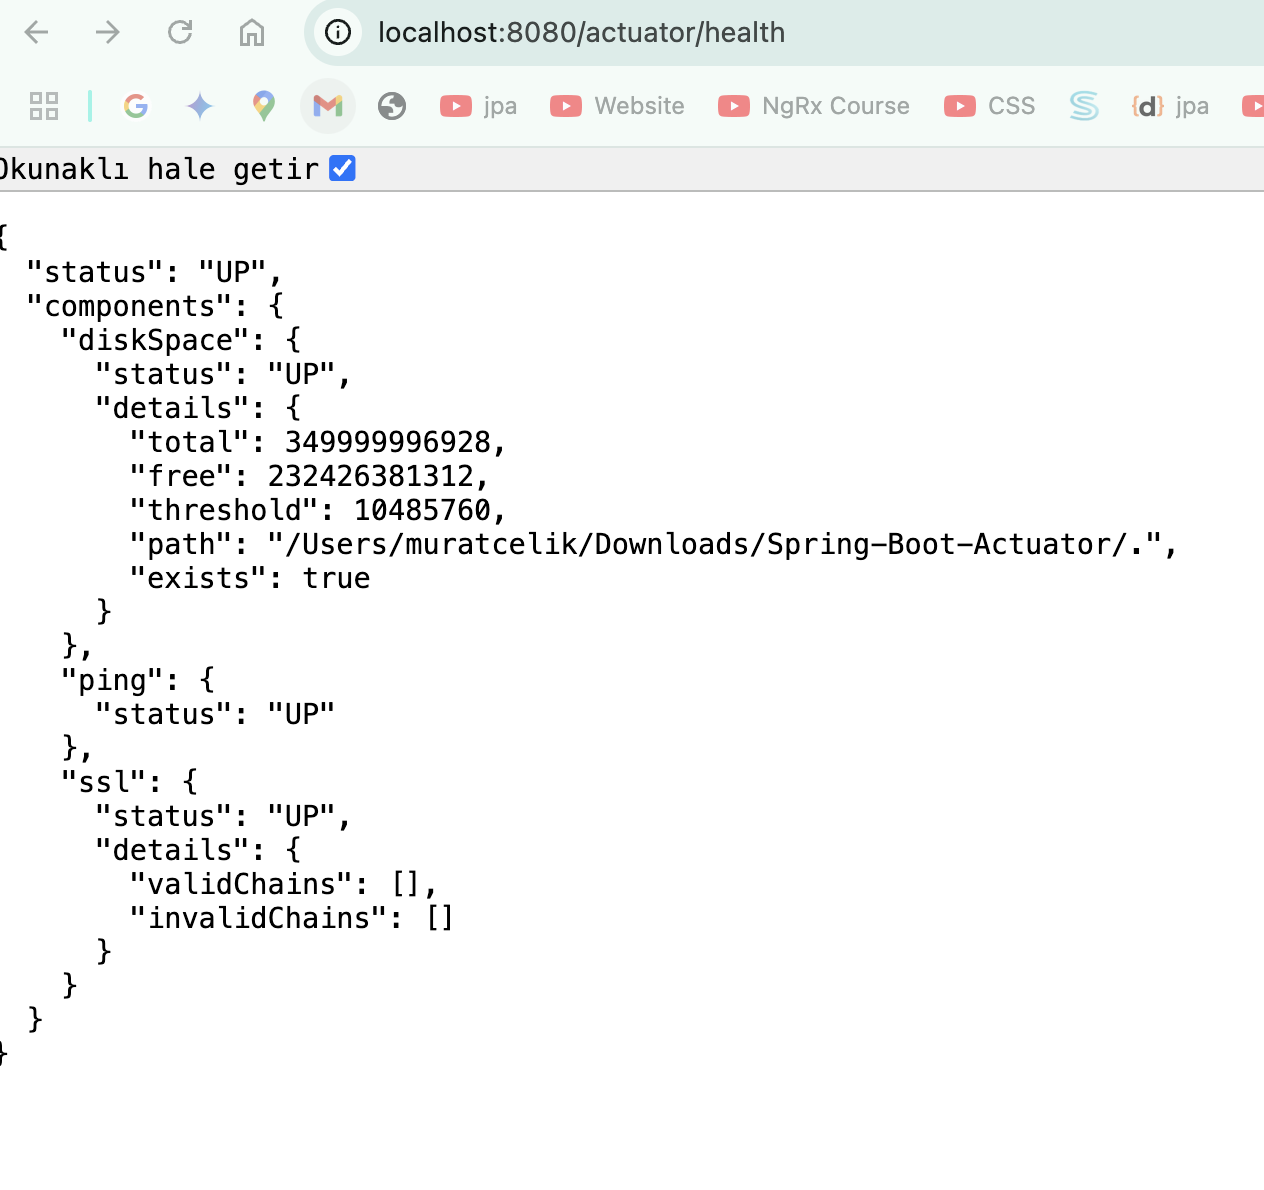 localhost:8080/actuator/health
jpa Website NgRx Course CSS {d} jpa
Okunaklı hale getir
{
  "status": "UP",
  "components": {
    "diskSpace": {
      "status": "UP",
      "details": {
        "total": 349999996928,
        "free": 232426381312,
        "threshold": 10485760,
        "path": "/Users/muratcelik/Downloads/Spring-Boot-Actuator/.",
        "exists": true
      }
    },
    "ping": {
      "status": "UP"
    },
    "ssl": {
      "status": "UP",
      "details": {
        "validChains": [],
        "invalidChains": []
      }
    }
  }
}